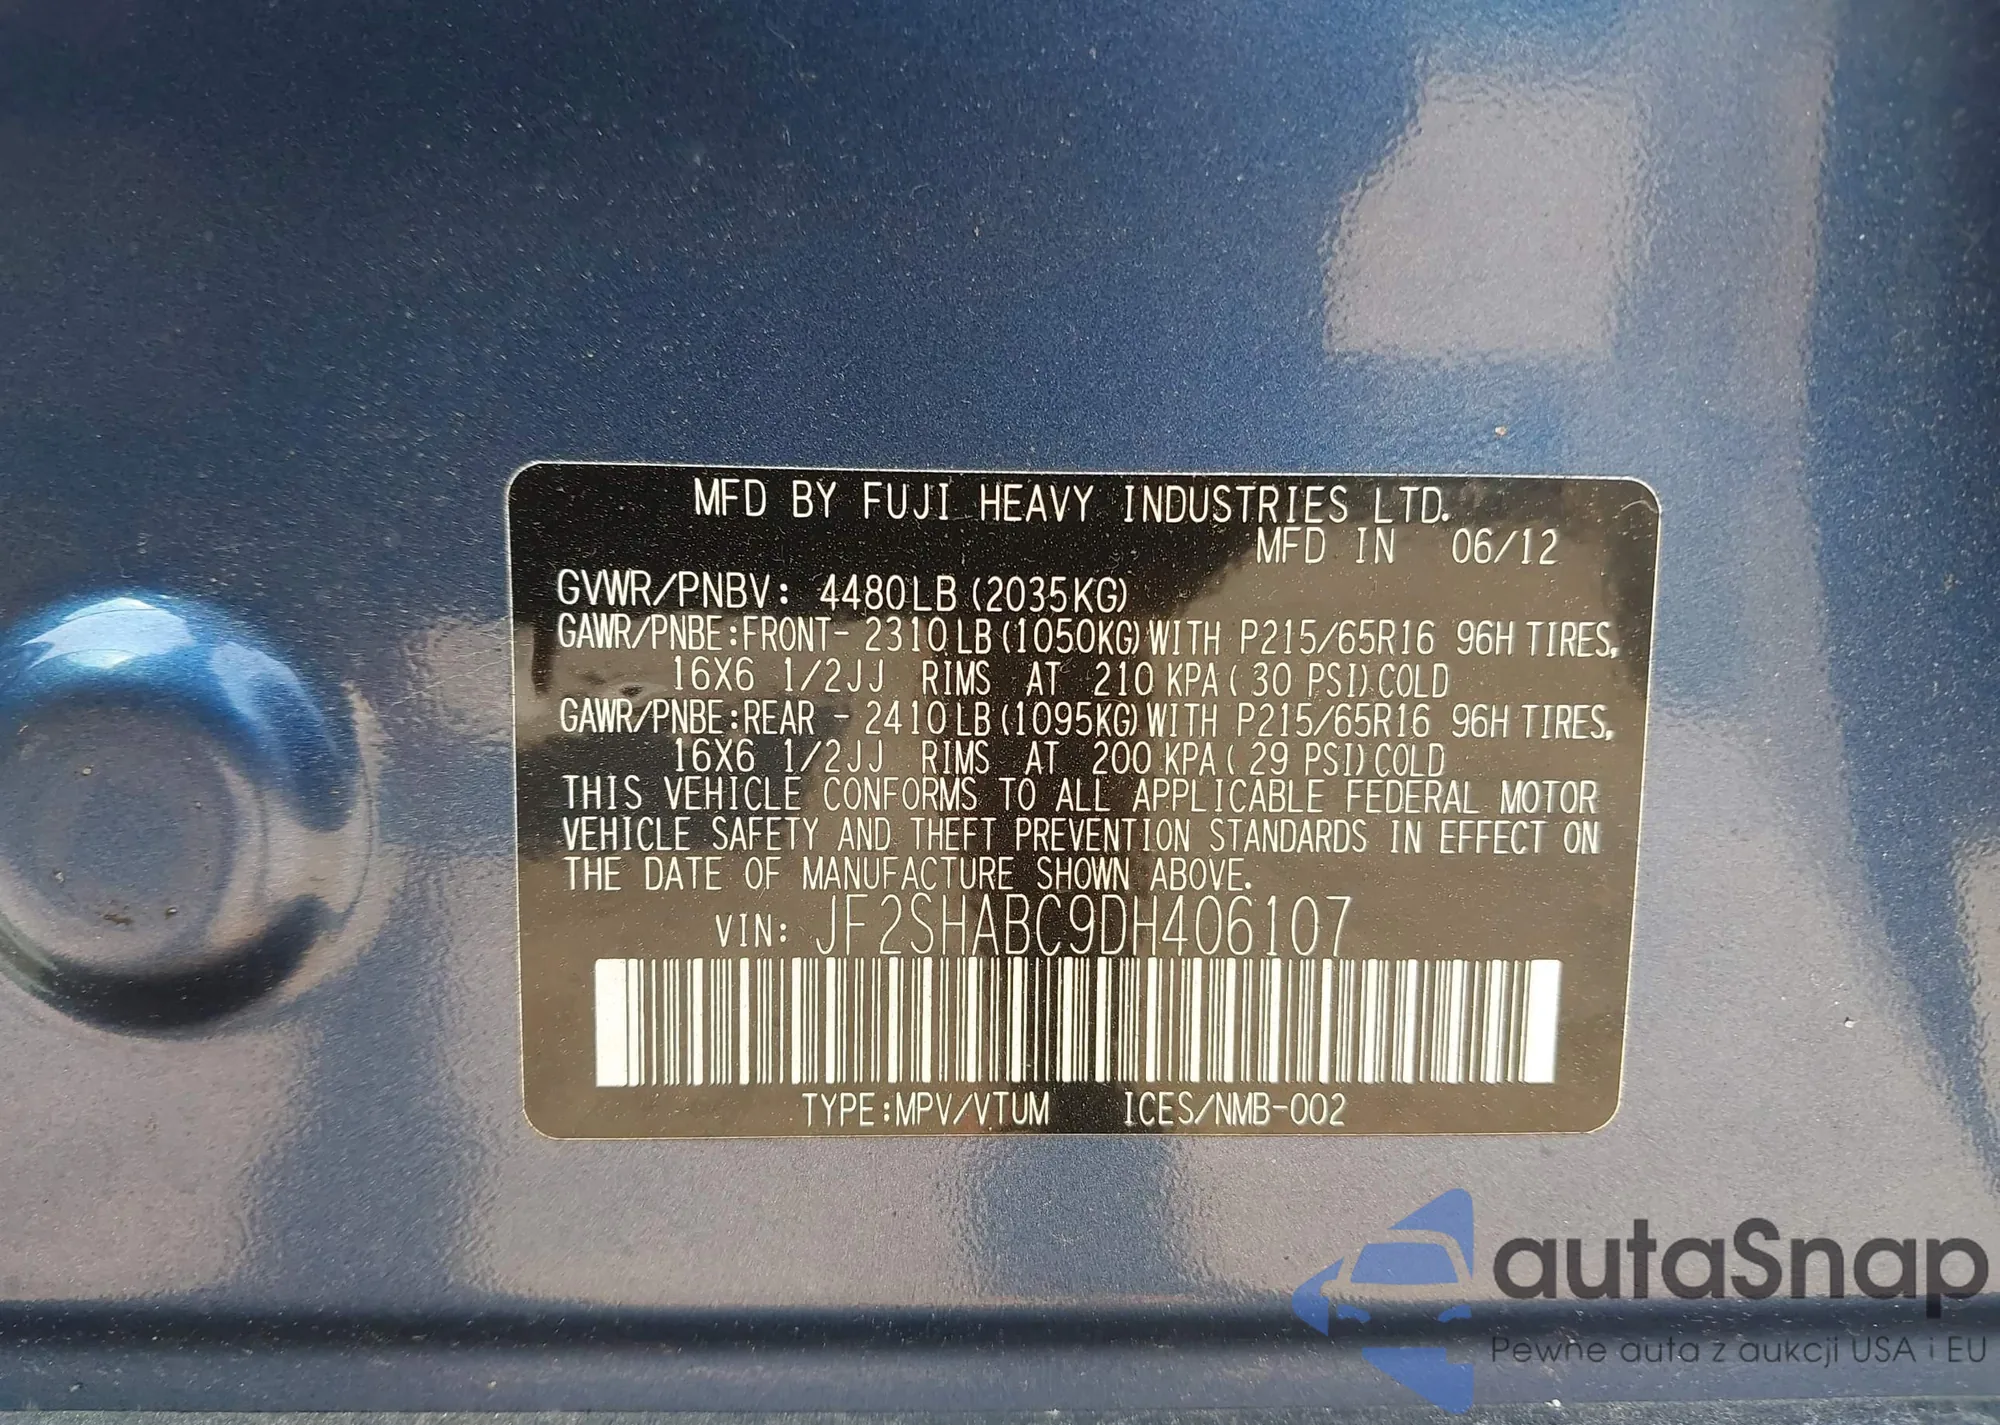 MFD BY FUJI HEAVY INDUSTRIES LTD.
MFD IN 06/12
GVWR/PNBV: 4480LB (2035KG)
GAWR/PNBE:FRONT- 2310 LB (1050KG) WITH P215/65R16 96H TIRES,
16X6 1/2JJ RIMS AT 210 KPA ( 30 PSI) COLD
GAWR/PNBE:REAR - 2410 LB (1095KG) WITH P215/65R16 96H TIRES,
16X6 1/2JJ RIMS AT 200 KPA ( 29 PSI) COLD
THIS VEHICLE CONFORMS TO ALL APPLICABLE FEDERAL MOTOR
VEHICLE SAFETY AND THEFT PREVENTION STANDARDS IN EFFECT ON
THE DATE OF MANUFACTURE SHOWN ABOVE.
VIN: JF2SHABC9DH406107
TYPE:MPV/VTUM ICES/NMB-002
autaSnap
Pewne auta z aukcji USA i EU